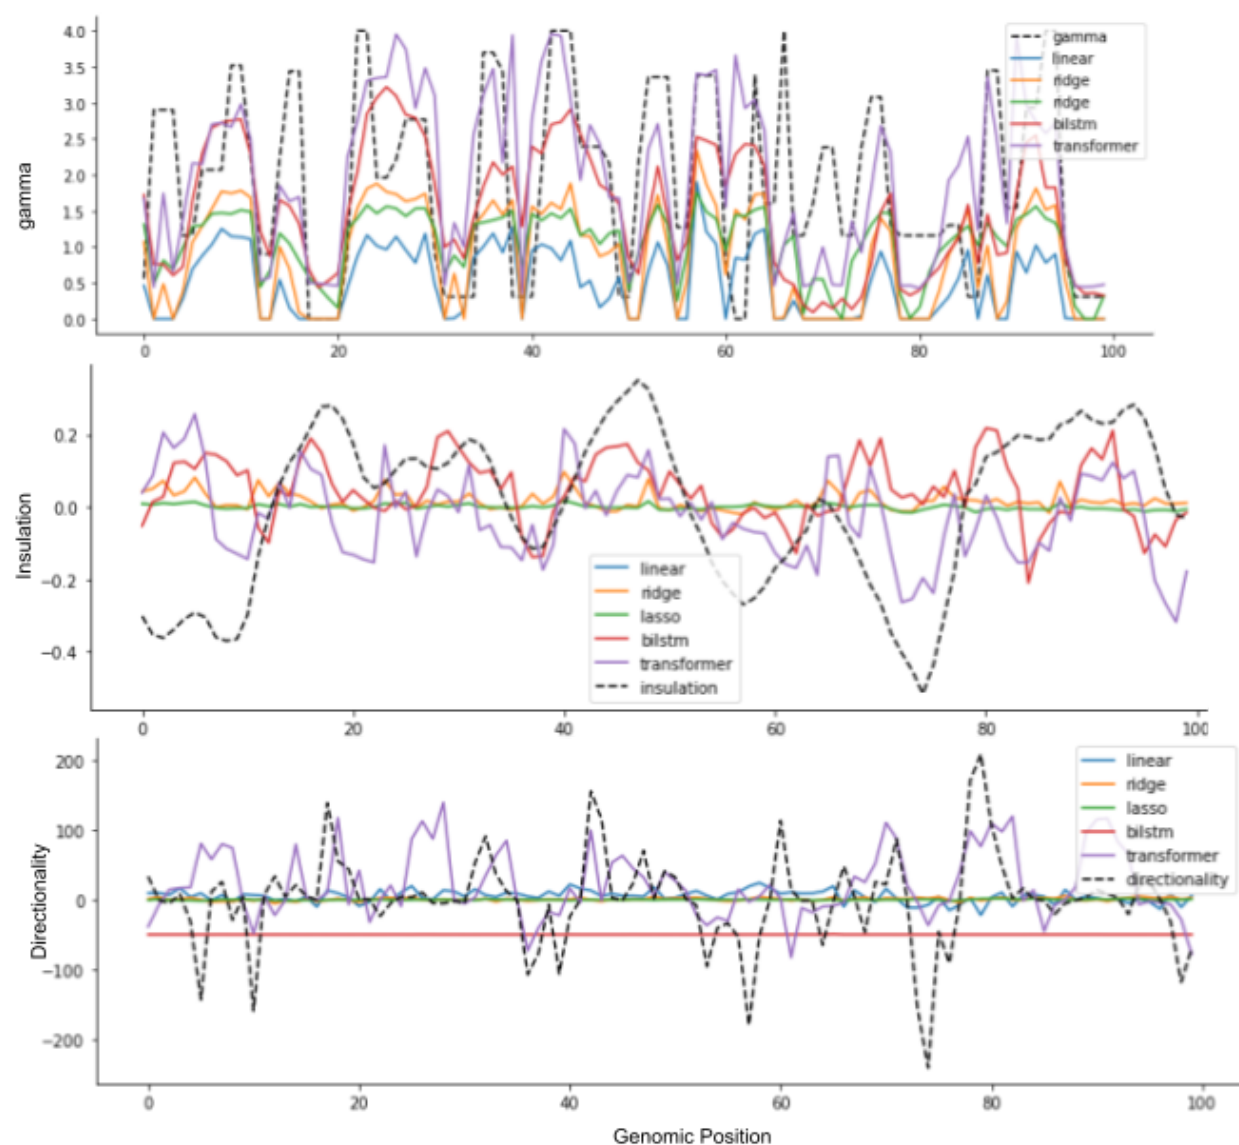 4.0
3.5
3.0
2.5
2.0
1.5
1.0
0.5
0.0
gamma
0 20 40 60 80 100
gamma
linear
ridge
ridge
bilstm
transformer
0.2
0.0
−0.2
−0.4
Insulation
0 20 40 60 80 100
linear
ridge
lasso
bilstm
transformer
insulation
200
100
0
−100
−200
Directionality
0 20 40 60 80 100
linear
ridge
lasso
bilstm
transformer
directionality
Genomic Position